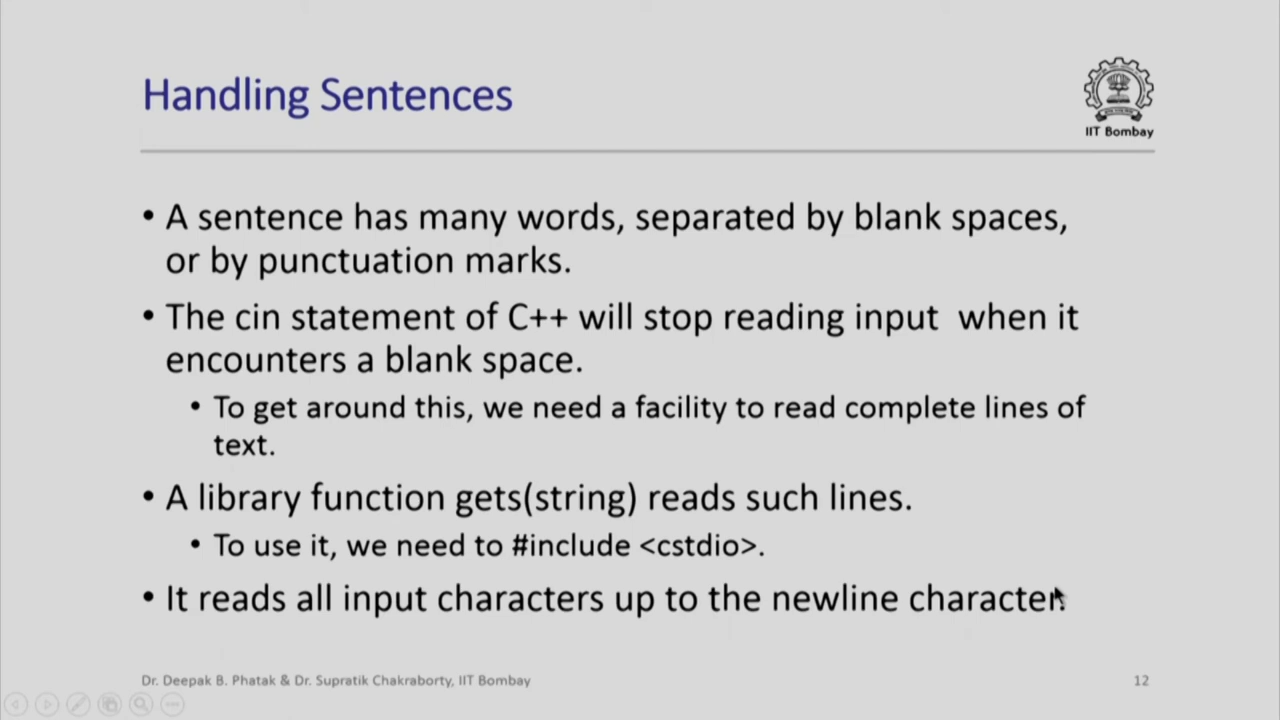 Handling Sentences
IIT Bombay
• A sentence has many words, separated by blank spaces,
or by punctuation marks.
• The cin statement of C++ will stop reading input  when it
encounters a blank space.
• To get around this, we need a facility to read complete lines of
text.
• A library function gets(string) reads such lines.
• To use it, we need to #include <cstdio>.
• It reads all input characters up to the newline character.
Dr. Deepak B. Phatak & Dr. Supratik Chakraborty, IIT Bombay
12